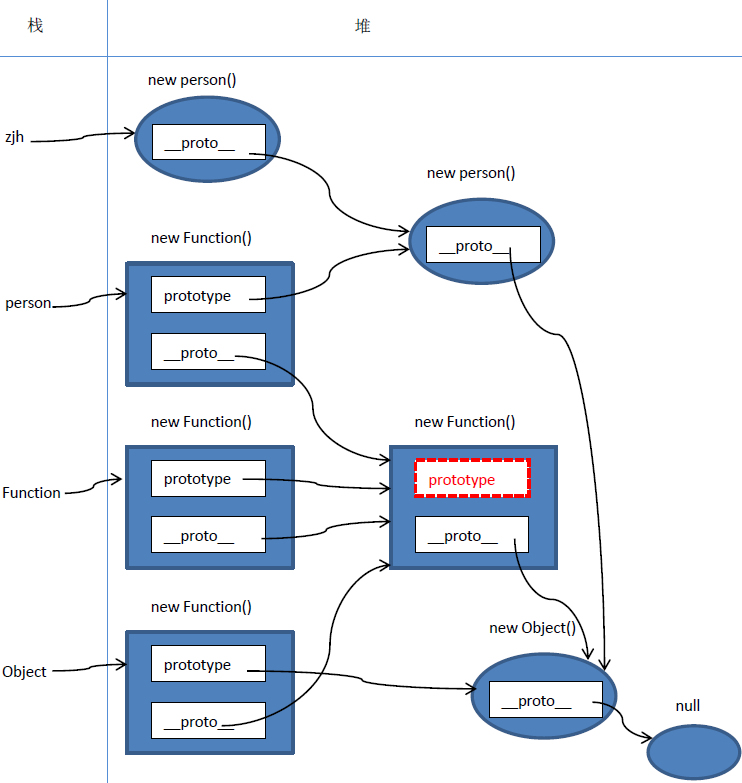 栈
堆
new person()
zjh
__proto__
new person()
__proto__
new Function()
person
prototype
__proto__
new Function()
new Function()
Function
prototype
prototype
__proto__
__proto__
new Function()
new Object()
Object
prototype
__proto__
__proto__
null